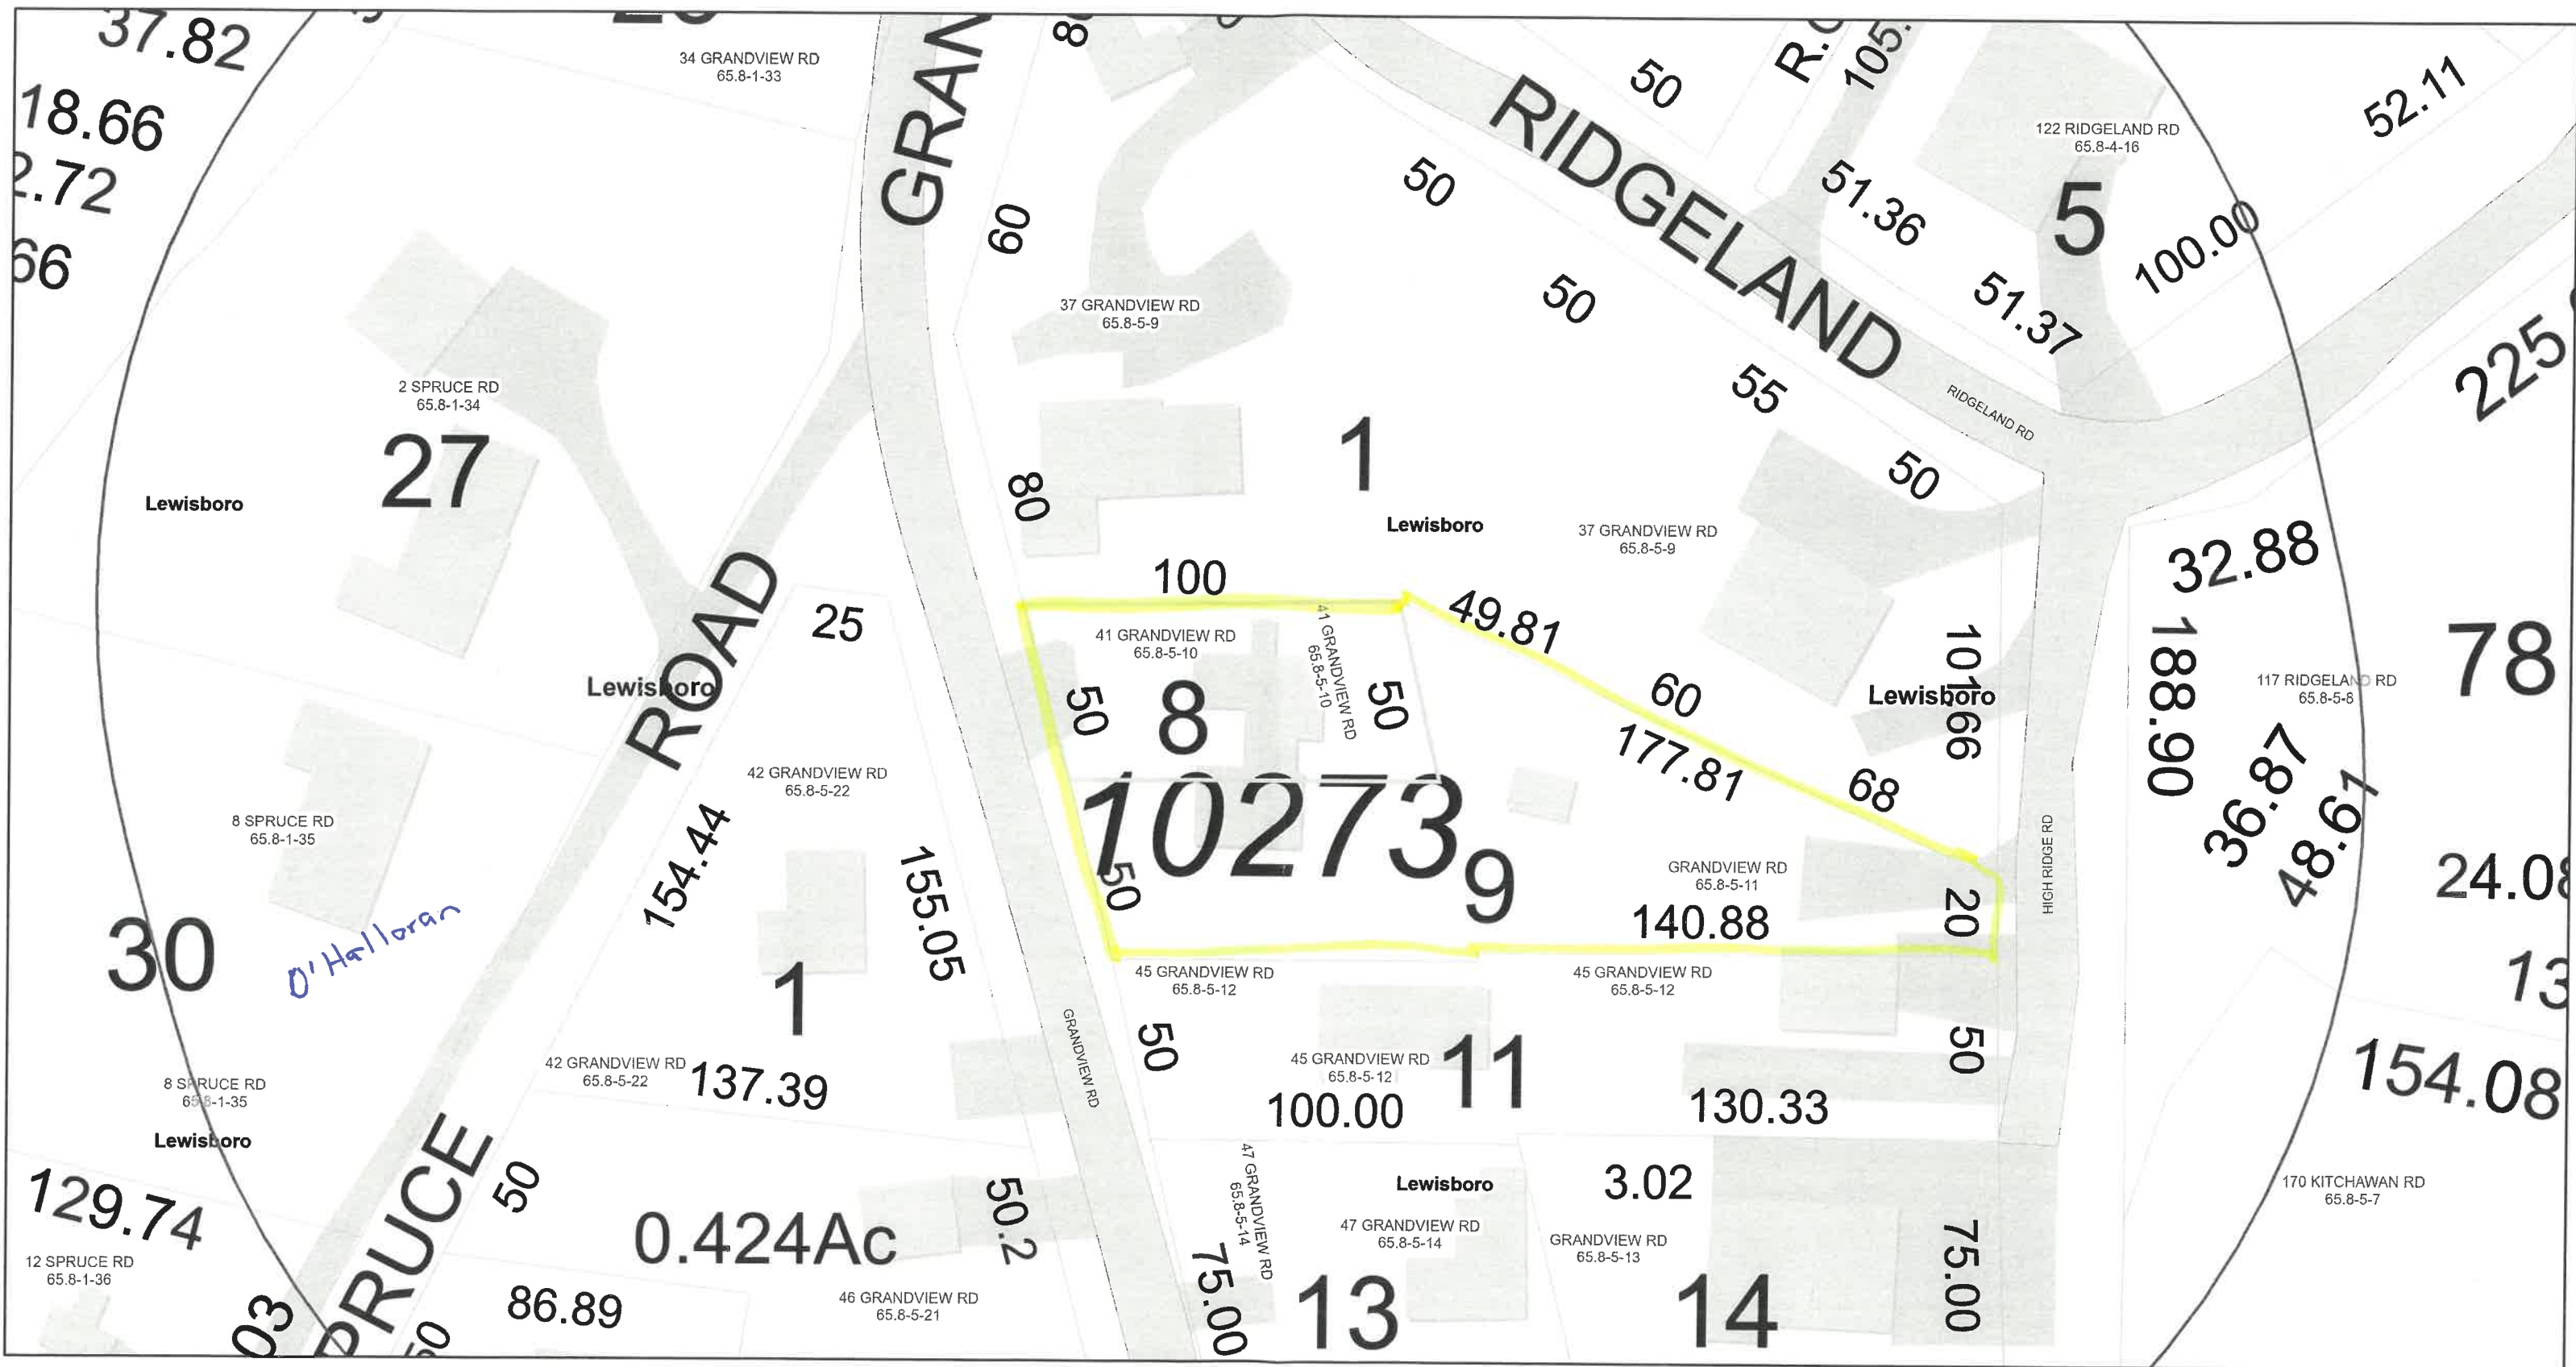 37.82
18.66
2.72
66
34 GRANDVIEW RD
65.8-1-33
GRAN
60
RIDGELAND
50
105.
122 RIDGELAND RD
65.8-4-16
52.11
50
51.36
5
100.00
50
51.37
37 GRANDVIEW RD
65.8-5-9
225
2 SPRUCE RD
65.8-1-34
27
55
RIDGELAND RD
80
1
50
Lewisboro
Lewisboro
37 GRANDVIEW RD
65.8-5-9
32.88
100
49.81
25
41 GRANDVIEW RD
65.8-5-10
41 GRANDVIEW RD
65.8-5-10
101.66
188.90
78
Lewisboro
ROAD
50
8
50
60
Lewisboro
117 RIDGELAND RD
65.8-5-8
177.81
68
36.87
48.61
42 GRANDVIEW RD
65.8-5-22
10273
8 SPRUCE RD
65.8-1-35
154.44
155.05
50
9
GRANDVIEW RD
65.8-5-11
140.88
20
HIGH RIDGE RD
24.08
30
O'Halloran
45 GRANDVIEW RD
65.8-5-12
45 GRANDVIEW RD
65.8-5-12
13
1
GRANDVIEW RD
50
45 GRANDVIEW RD
65.8-5-12
11
50
154.08
42 GRANDVIEW RD
65.8-5-22
137.39
100.00
130.33
8 SPRUCE RD
65.8-1-35
Lewisboro
SPRUCE
50
129.74
50.2
47 GRANDVIEW RD
65.8-5-14
Lewisboro
3.02
170 KITCHAWAN RD
65.8-5-7
0.424Ac
47 GRANDVIEW RD
65.8-5-14
GRANDVIEW RD
65.8-5-13
12 SPRUCE RD
65.8-1-36
75.00
75.00
86.89
46 GRANDVIEW RD
65.8-5-21
13
14
03
50